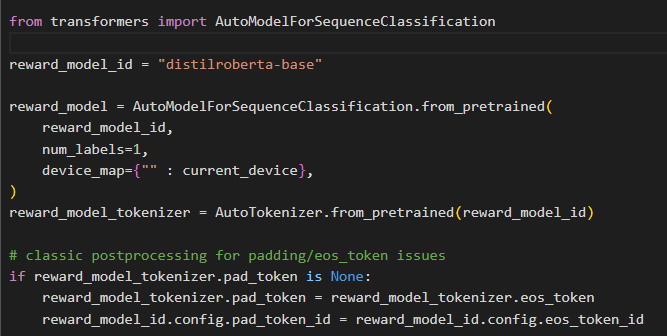 from transformers import AutoModelForSequenceClassification
reward_model_id = "distilroberta-base"
reward_model = AutoModelForSequenceClassification.from_pretrained(
    reward_model_id,
    num_labels=1,
    device_map={"" : current_device},
)
reward_model_tokenizer = AutoTokenizer.from_pretrained(reward_model_id)
# classic postprocessing for padding/eos_token issues
if reward_model_tokenizer.pad_token is None:
    reward_model_tokenizer.pad_token = reward_model_tokenizer.eos_token
    reward_model_id.config.pad_token_id = reward_model_id.config.eos_token_id